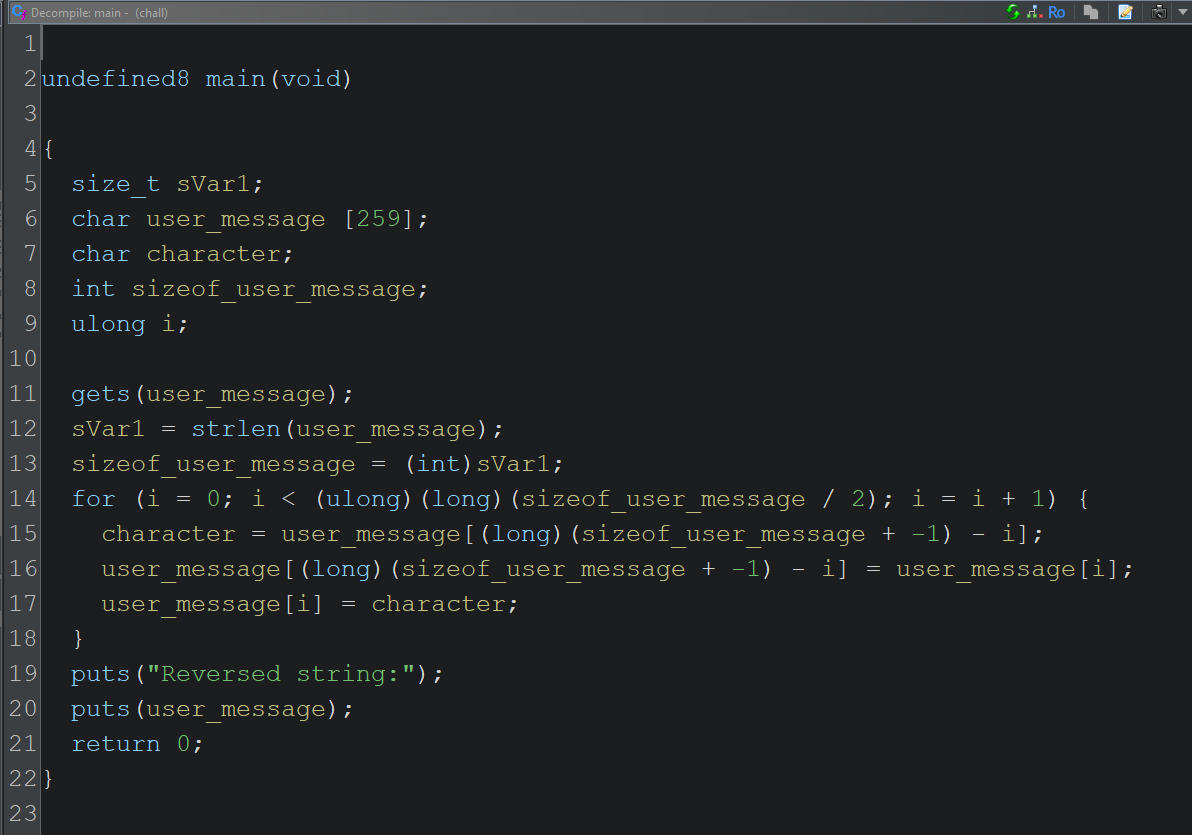 Decompile: main - (chall)
Ro
1
2 undefined8 main(void)
3
4 {
5 size_t sVar1;
6 char user_message [259];
7 char character;
8 int sizeof_user_message;
9 ulong i;
10
11 gets(user_message);
12 sVar1 = strlen(user_message);
13 sizeof_user_message = (int)sVar1;
14 for (i = 0; i < (ulong)(long)(sizeof_user_message / 2); i = i + 1) {
15 character = user_message[(long)(sizeof_user_message + -1) - i];
16 user_message[(long)(sizeof_user_message + -1) - i] = user_message[i];
17 user_message[i] = character;
18 }
19 puts("Reversed string:");
20 puts(user_message);
21 return 0;
22 }
23